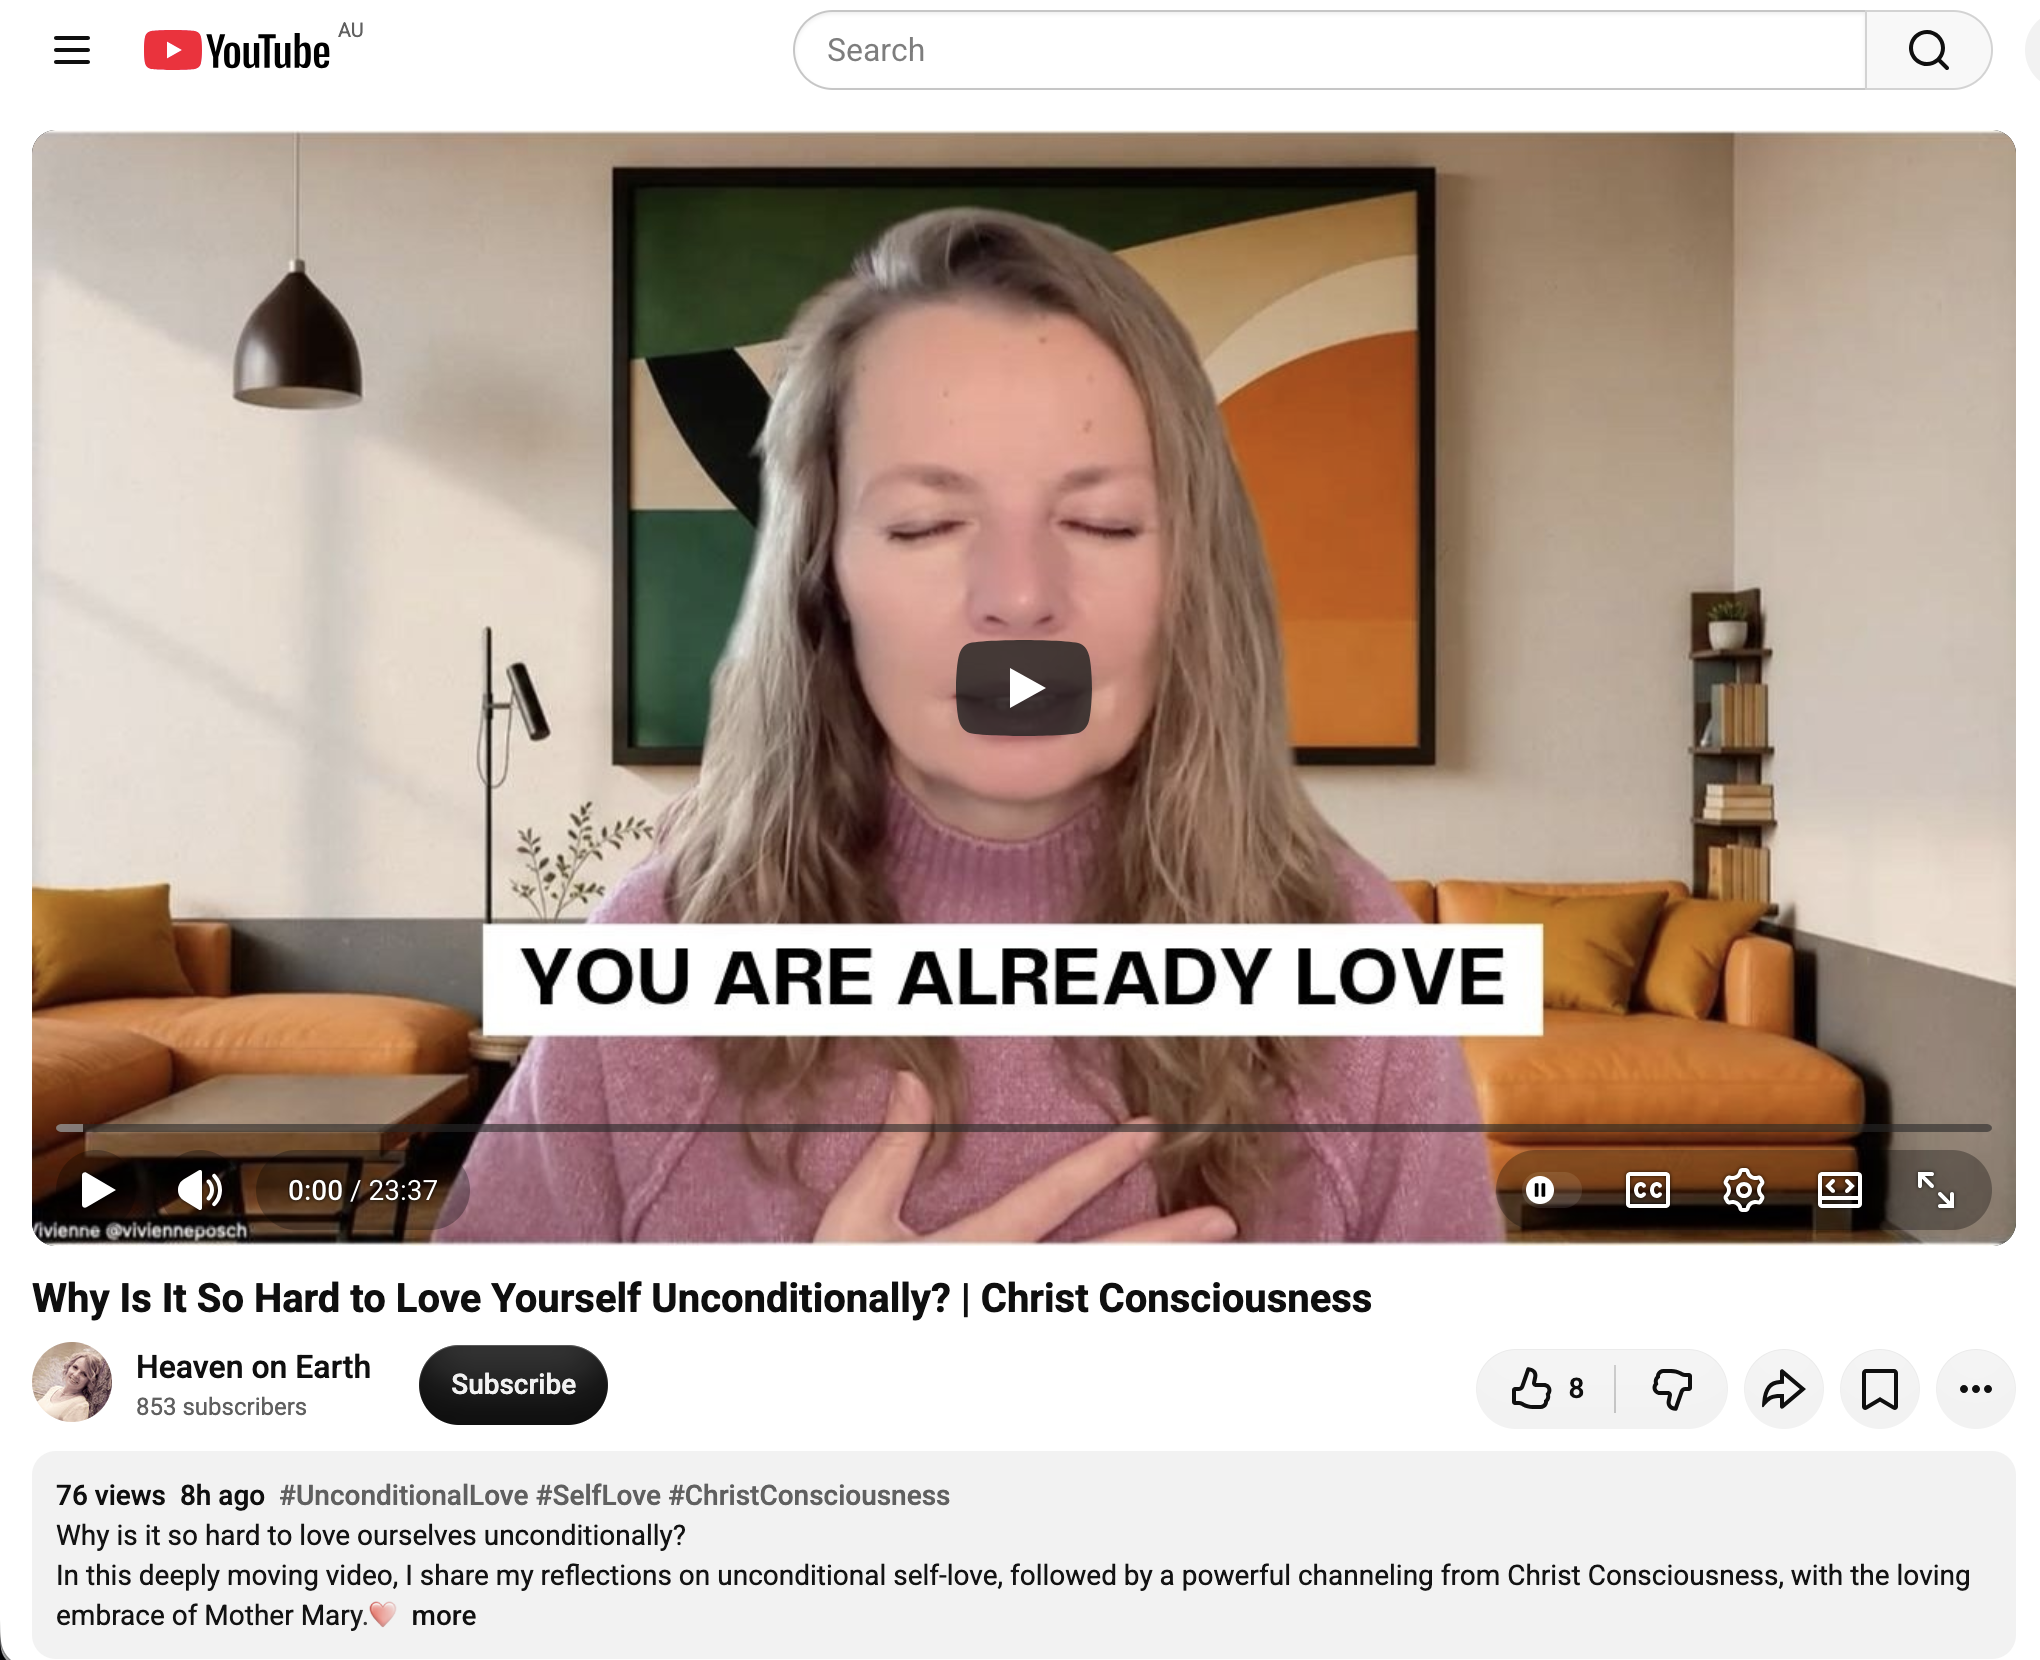 YouTube AU
Search
YOU ARE ALREADY LOVE
0:00 / 23:37
CC
Vivienne @vivienneposch
Why Is It So Hard to Love Yourself Unconditionally? | Christ Consciousness
Heaven on Earth
853 subscribers
Subscribe
8
76 views 8h ago #UnconditionalLove #SelfLove #ChristConsciousness
Why is it so hard to love ourselves unconditionally?
In this deeply moving video, I share my reflections on unconditional self-love, followed by a powerful channeling from Christ Consciousness, with the loving
embrace of Mother Mary.❤️ more